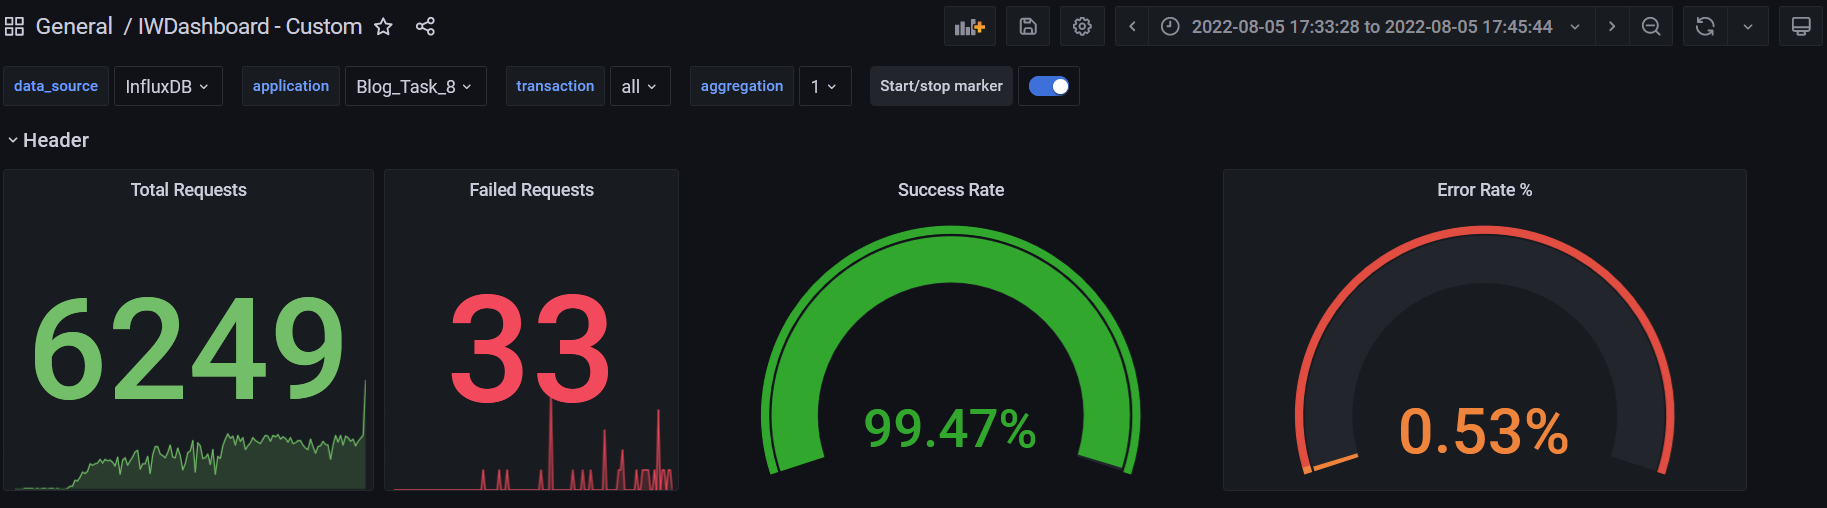 General / IWDashboard - Custom
2022-08-05 17:33:28 to 2022-08-05 17:45:44
data_source InfluxDB application Blog_Task_8 transaction all aggregation 1 Start/stop marker
Header
Total Requests
6249
Failed Requests
33
Success Rate
99.47%
Error Rate %
0.53%